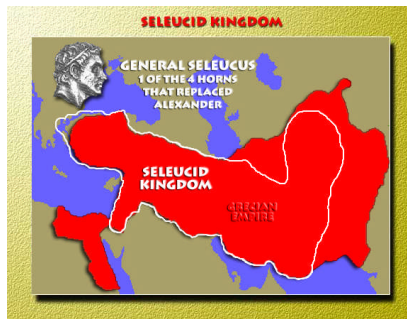 SELEUCID KINGDOM
GENERAL SELEUCUS
1 OF THE 4 HORNS
THAT REPLACED
ALEXANDER
SELEUCID
KINGDOM
GRECIAN
EMPIRE